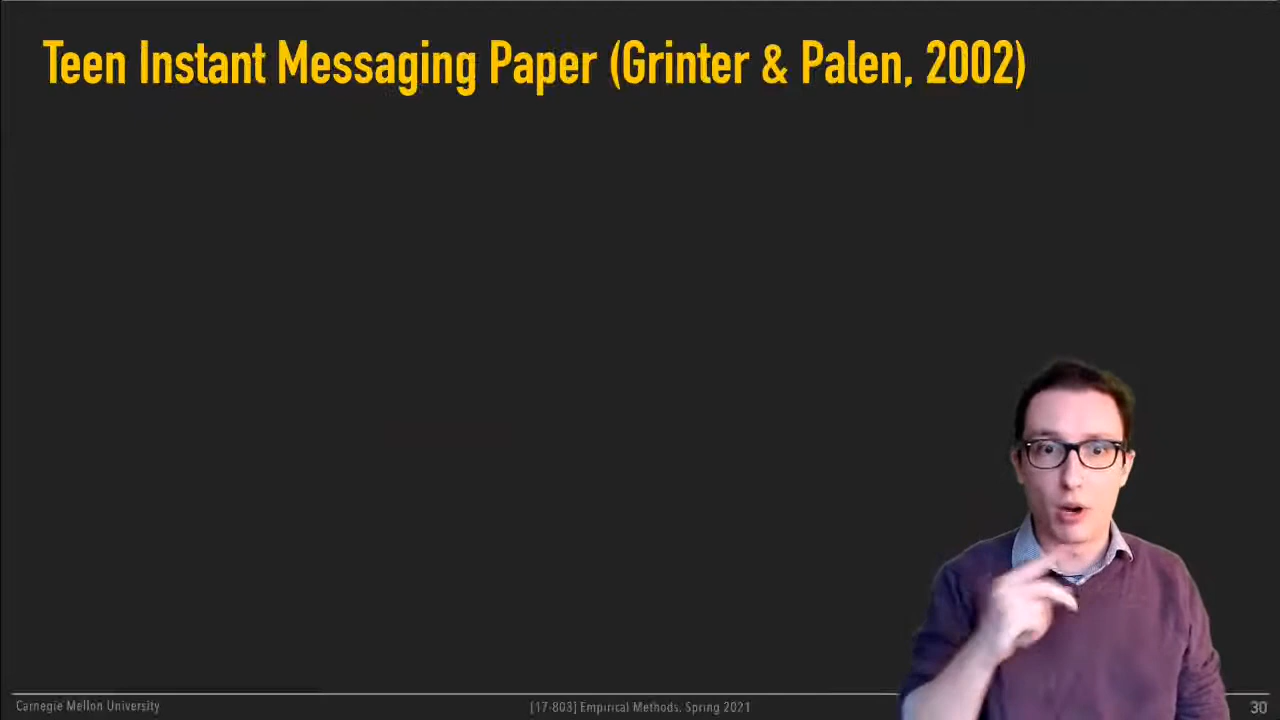 Teen Instant Messaging Paper (Grinter & Palen, 2002)
Carnegie Mellon University
[17-803] Empirical Methods, Spring 2021
30